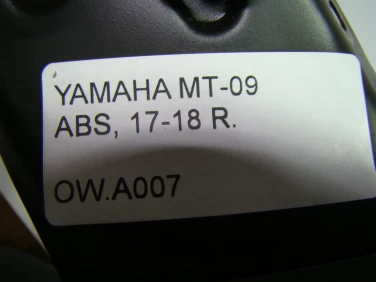 YAMAHA MT-09
ABS, 17-18 R.
OW.A007